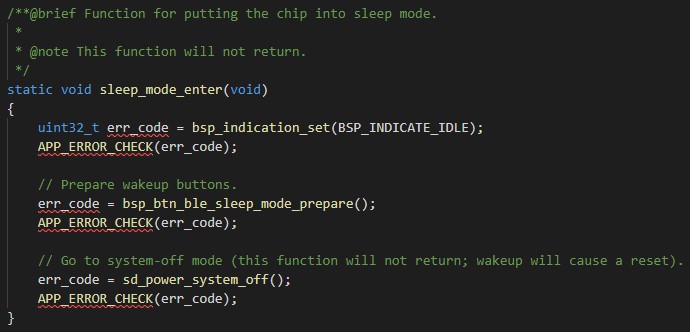 /**@brief Function for putting the chip into sleep mode.
 *
 * @note This function will not return.
 */
static void sleep_mode_enter(void)
{
    uint32_t err_code = bsp_indication_set(BSP_INDICATE_IDLE);
    APP_ERROR_CHECK(err_code);

    // Prepare wakeup buttons.
    err_code = bsp_btn_ble_sleep_mode_prepare();
    APP_ERROR_CHECK(err_code);

    // Go to system-off mode (this function will not return; wakeup will cause a reset).
    err_code = sd_power_system_off();
    APP_ERROR_CHECK(err_code);
}